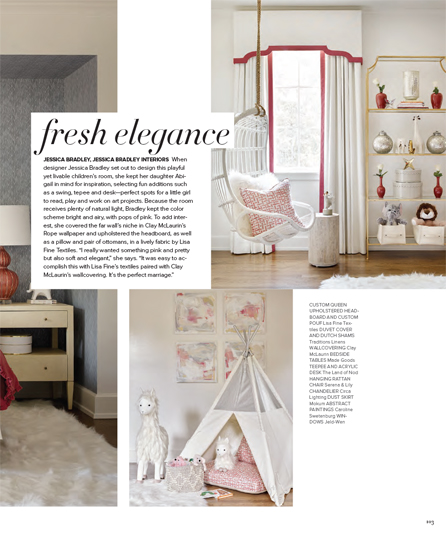 fresh elegance
JESSICA BRADLEY, JESSICA BRADLEY INTERIORS When
designer Jessica Bradley set out to design this playful
yet livable children's room, she kept her daughter Abi-
gail in mind for inspiration, selecting fun additions such
as a swing, teepee and desk—perfect spots for a little girl
to read, play and work on art projects. Because the room
receives plenty of natural light, Bradley kept the color
scheme bright and airy, with pops of pink. To add inter-
est, she covered the far wall's niche in Clay McLaurin's
Rope wallpaper and upholstered the headboard, as well
as a pillow and pair of ottomans, in a lively fabric by Lisa
Fine Textiles. "I really wanted something pink and pretty
but also soft and elegant," she says. "It was easy to ac-
complish this with Lisa Fine's textiles paired with Clay
McLaurin's wallcovering. It's the perfect marriage."
CUSTOM QUEEN
UPHOLSTERED HEAD-
BOARD AND CUSTOM
POUF Lisa Fine Tex-
tiles DUVET COVER
AND DUTCH SHAMS
Traditions Linens
WALLCOVERING Clay
McLaurin BEDSIDE
TABLES Made Goods
TEEPEE AND ACRYLIC
DESK The Land of Nod
HANGING RATTAN
CHAIR Serena & Lily
CHANDELIER Circa
Lighting DUST SKIRT
Mokum ABSTRACT
PAINTINGS Caroline
Swetenburg WIN-
DOWS Jeld-Wen
113